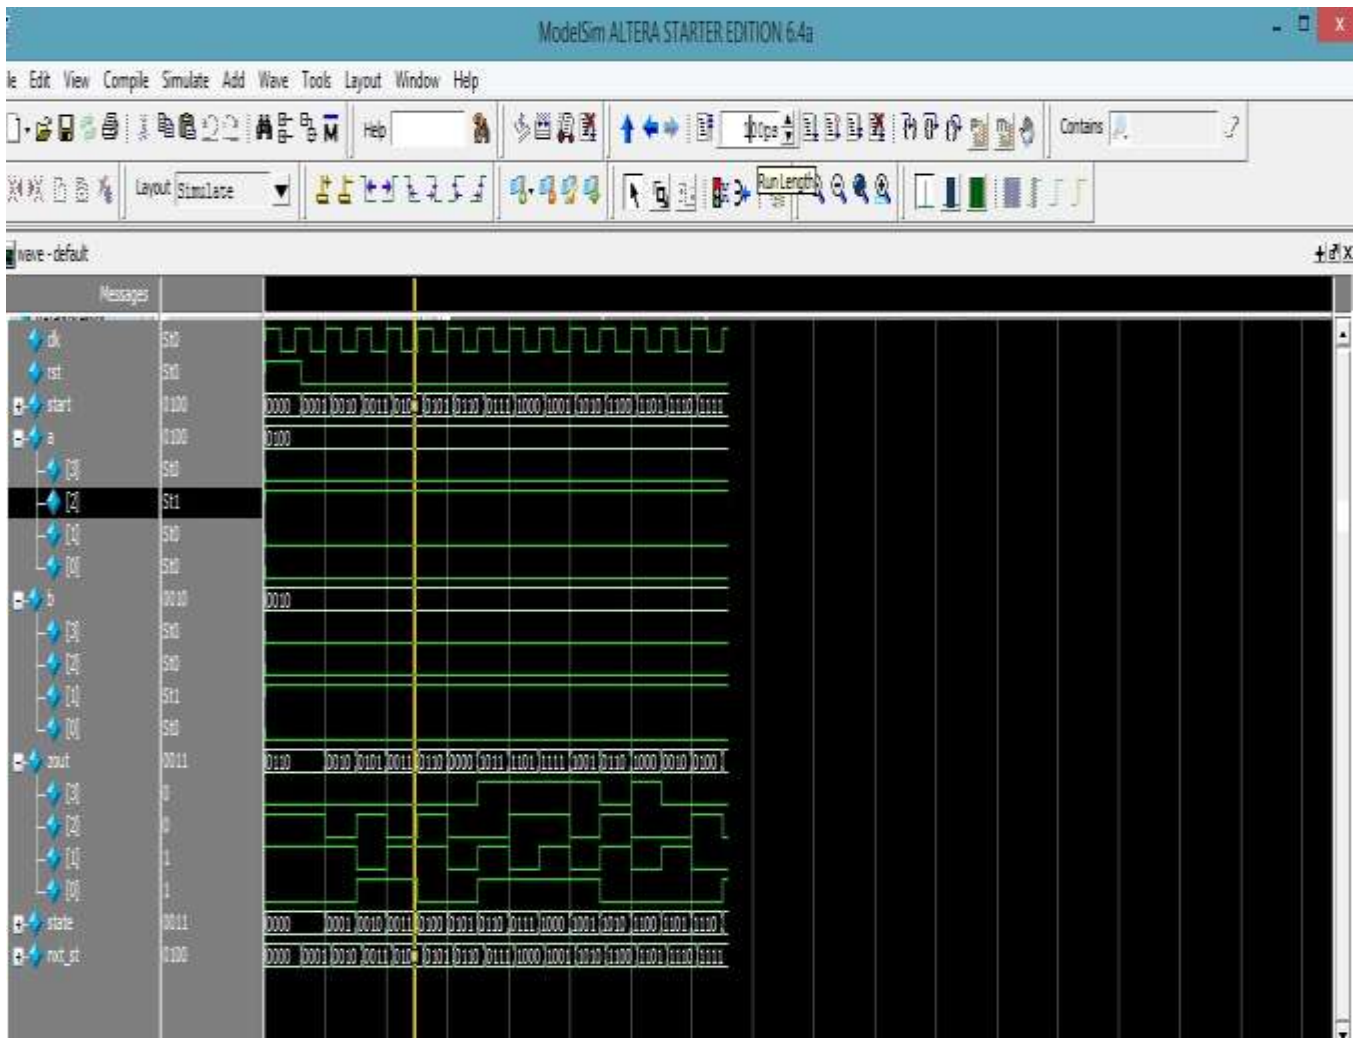 ModelSim ALTERA STARTER EDITION 6.4a
le Edit View Compile Simulate Add Wave Tools Layout Window Help
Help Contains
Layout Simulate Run Length
wave - default
Messages
clk St0
rst St0
start 0100 0000 0001 0010 0011 010 0101 0110 0111 1000 1001 1010 1100 1101 1110 1111
a 0100 0100
[3] St0
[2] St1
[1] St0
[0] St0
b 0010 0010
[3] St0
[2] St0
[1] St1
[0] St0
zout 0011 0110 0010 0101 0011 0110 0000 1011 1101 1111 1001 0110 1000 0010 0100
[3] 0
[2] 0
[1] 1
[0] 1
state 0011 0000 0001 0010 0011 0100 0101 0110 0111 1000 1001 1010 1100 1101 1110
nxt_st 0100 0000 0001 0010 0011 010 0101 0110 0111 1000 1001 1010 1100 1101 1110 1111